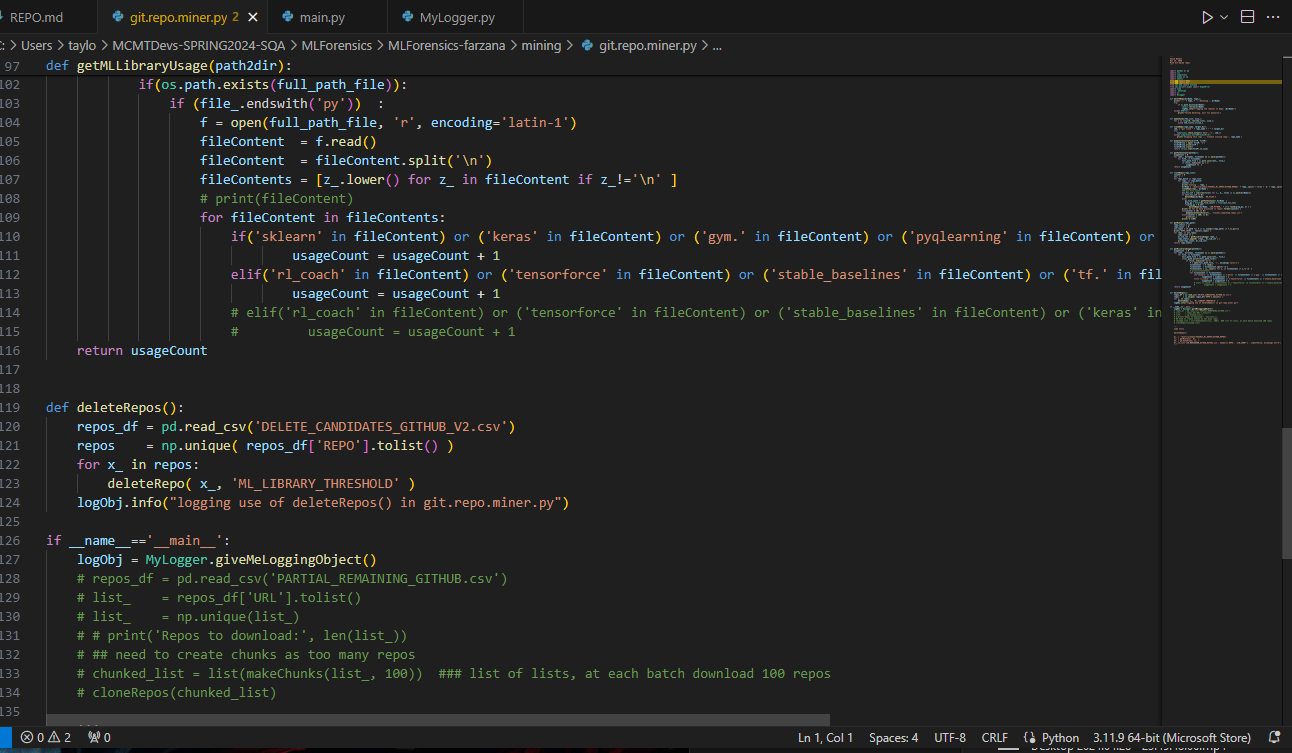 REPO.md
git.repo.miner.py 2
main.py
MyLogger.py
> Users > taylo > MCMTDevs-SPRING2024-SQA > MLForensics > MLForensics-farzana > mining > git.repo.miner.py > ...
97 def getMLLibraryUsage(path2dir):
102 if(os.path.exists(full_path_file)):
103 if (file_.endswith('py')) :
104 f = open(full_path_file, 'r', encoding='latin-1')
105 fileContent = f.read()
106 fileContent = fileContent.split('\n')
107 fileContents = [z_.lower() for z_ in fileContent if z_!='\n' ]
108 # print(fileContent)
109 for fileContent in fileContents:
110 if('sklearn' in fileContent) or ('keras' in fileContent) or ('gym.' in fileContent) or ('pyqlearning' in fileContent) or
111 usageCount = usageCount + 1
112 elif('rl_coach' in fileContent) or ('tensorforce' in fileContent) or ('stable_baselines' in fileContent) or ('tf.' in fil
113 usageCount = usageCount + 1
114 # elif('rl_coach' in fileContent) or ('tensorforce' in fileContent) or ('stable_baselines' in fileContent) or ('keras' in
115 # usageCount = usageCount + 1
116 return usageCount
117
118
119 def deleteRepos():
120 repos_df = pd.read_csv('DELETE_CANDIDATES_GITHUB_V2.csv')
121 repos = np.unique( repos_df['REPO'].tolist() )
122 for x_ in repos:
123 deleteRepo( x_, 'ML_LIBRARY_THRESHOLD' )
124 logObj.info("logging use of deleteRepos() in git.repo.miner.py")
125
126 if __name__=='__main__':
127 logObj = MyLogger.giveMeLoggingObject()
128 # repos_df = pd.read_csv('PARTIAL_REMAINING_GITHUB.csv')
129 # list_ = repos_df['URL'].tolist()
130 # list_ = np.unique(list_)
131 # # print('Repos to download:', len(list_))
132 # ## need to create chunks as too many repos
133 # chunked_list = list(makeChunks(list_, 100)) ### list of lists, at each batch download 100 repos
134 # cloneRepos(chunked_list)
135
0 2 0 Ln 1, Col 1 Spaces: 4 UTF-8 CRLF Python 3.11.9 64-bit (Microsoft Store)